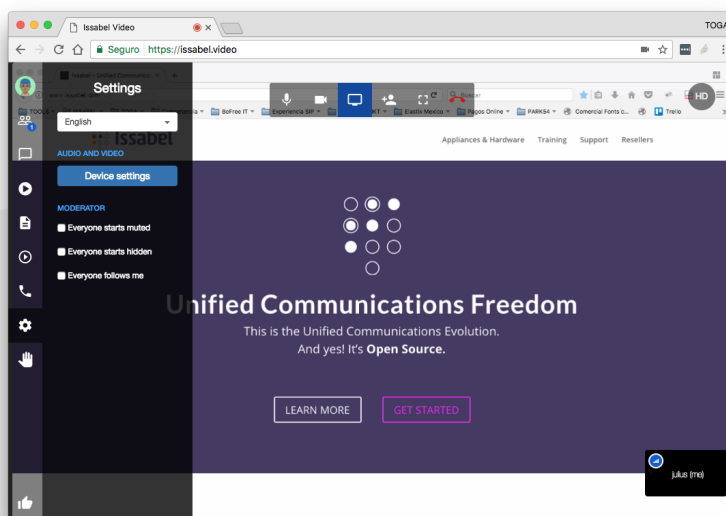 Issabel Video
TOGA
Seguro
https://issabel.video
Settings
Buscar
HD
BeFree IT
Experiencia SIP
Elastix Mexico
Pagos Online
PARKS4
Comercial Fonts c...
Trello
1
English
issabel
Appliances & Hardware
Training
Support
Resellers
AUDIO AND VIDEO
Device settings
MODERATOR
Everyone starts muted
Everyone starts hidden
Everyone follows me
Unified Communications Freedom
This is the Unified Communications Evolution.
And yes! It's Open Source.
LEARN MORE
GET STARTED
julius (me)